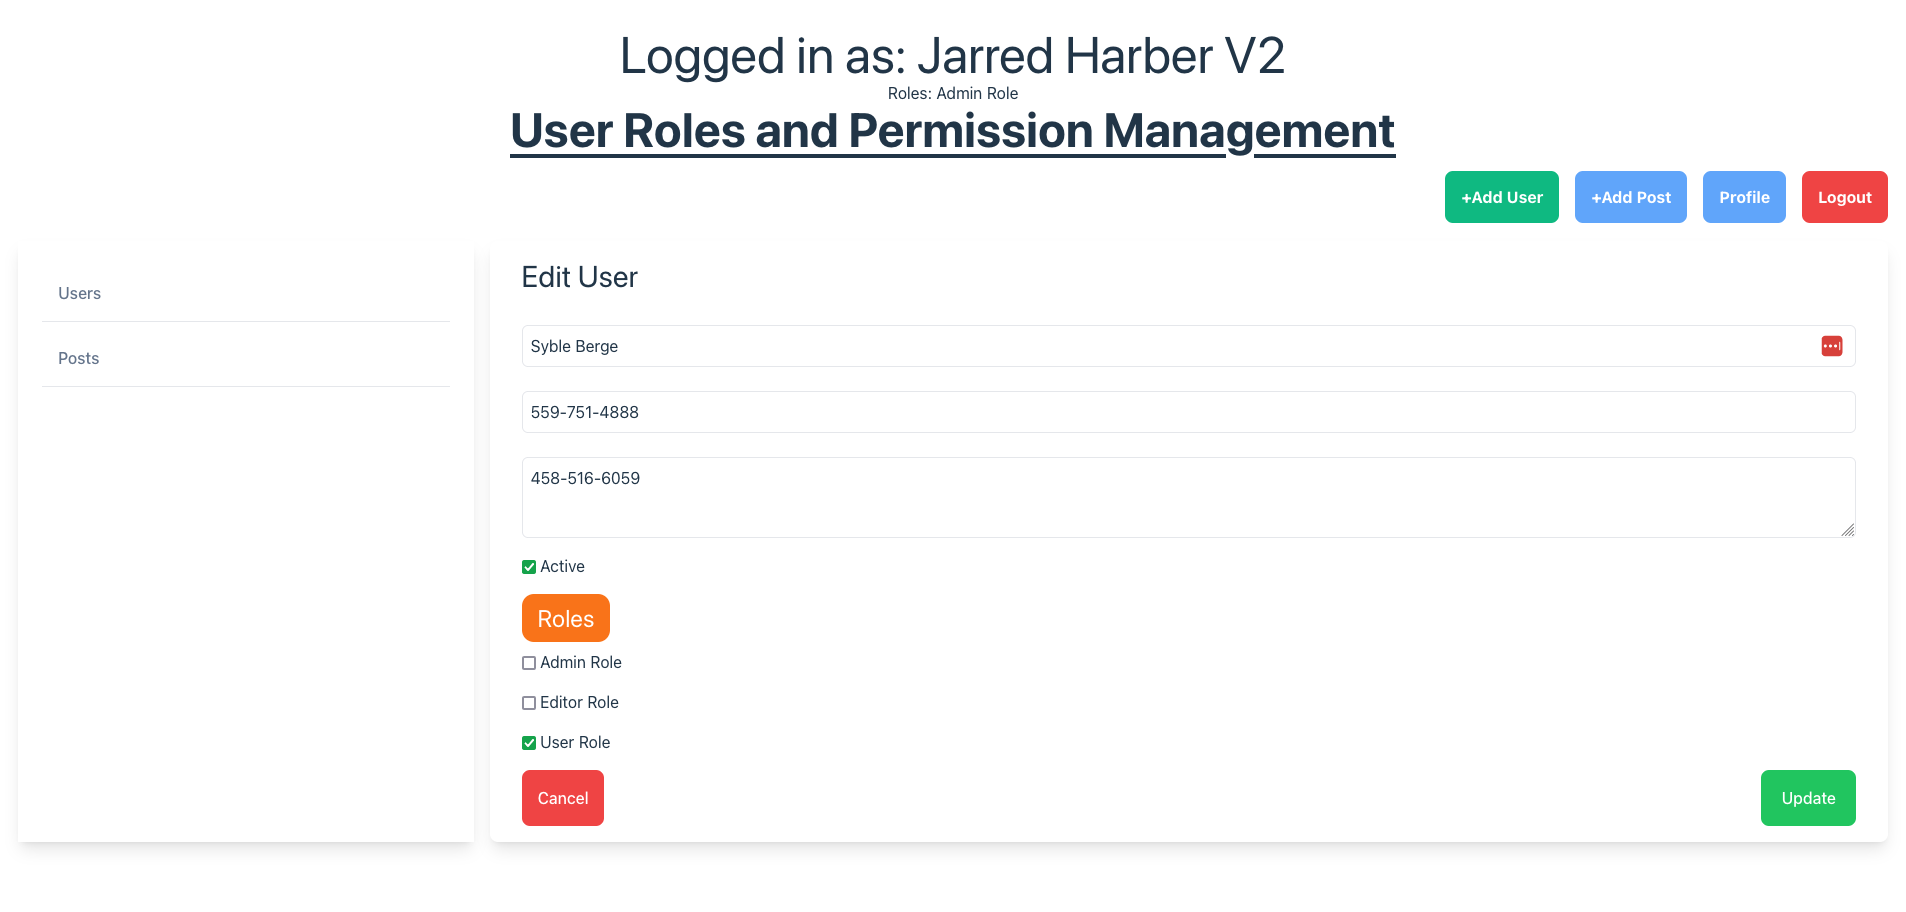 Logged in as: Jarred Harber V2
Roles: Admin Role
User Roles and Permission Management
+Add User
+Add Post
Profile
Logout
Users
Posts
Edit User
Syble Berge
559-751-4888
458-516-6059
Active
Roles
Admin Role
Editor Role
User Role
Cancel
Update